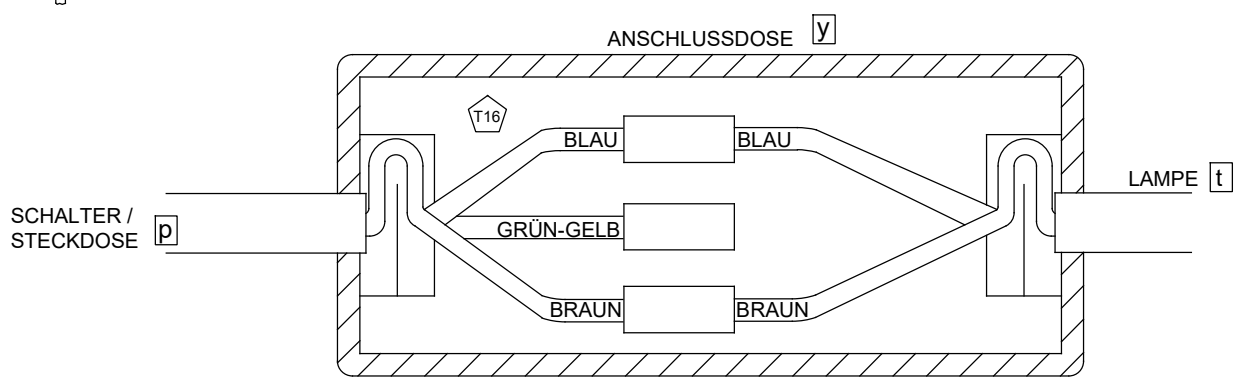 ANSCHLUSSDOSE y
T16
BLAU BLAU
LAMPE t
SCHALTER /
STECKDOSE p
GRÜN-GELB
BRAUN BRAUN